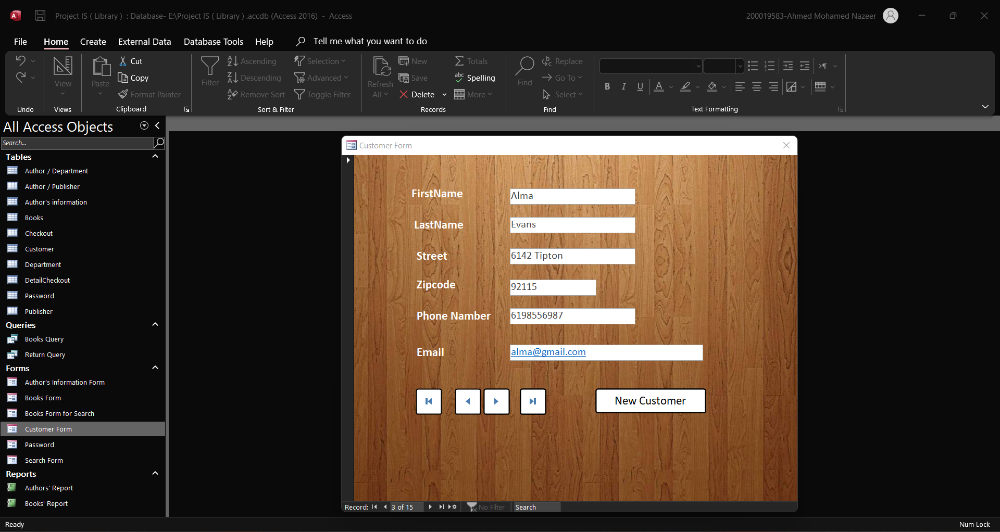 Project IS ( Library ) : Database- E:\Project IS ( Library ) .accdb (Access 2016) - Access
200019583-Ahmed Mohamed Nazeer
File Home Create External Data Database Tools Help Tell me what you want to do
View
Paste
Cut
Copy
Format Painter
Filter
Ascending
Descending
Remove Sort
Selection
Advanced
Toggle Filter
Refresh
All
New
Save
Delete
Totals
Spelling
More
Find
Replace
Go To
Select
B I U
Undo Views Clipboard Sort & Filter Records Find Text Formatting
All Access Objects
Search...
Tables
Author / Department
Author / Publisher
Author's information
Books
Checkout
Customer
Department
DetailCheckout
Password
Publisher
Queries
Books Query
Return Query
Forms
Author's Information Form
Books Form
Books Form for Search
Customer Form
Password
Search Form
Reports
Authors' Report
Books' Report
Customer Form
FirstName Alma
LastName Evans
Street 6142 Tipton
Zipcode 92115
Phone Namber 6198556987
Email alma@gmail.com
New Customer
Record: 3 of 15 No Filter Search
Ready Num Lock